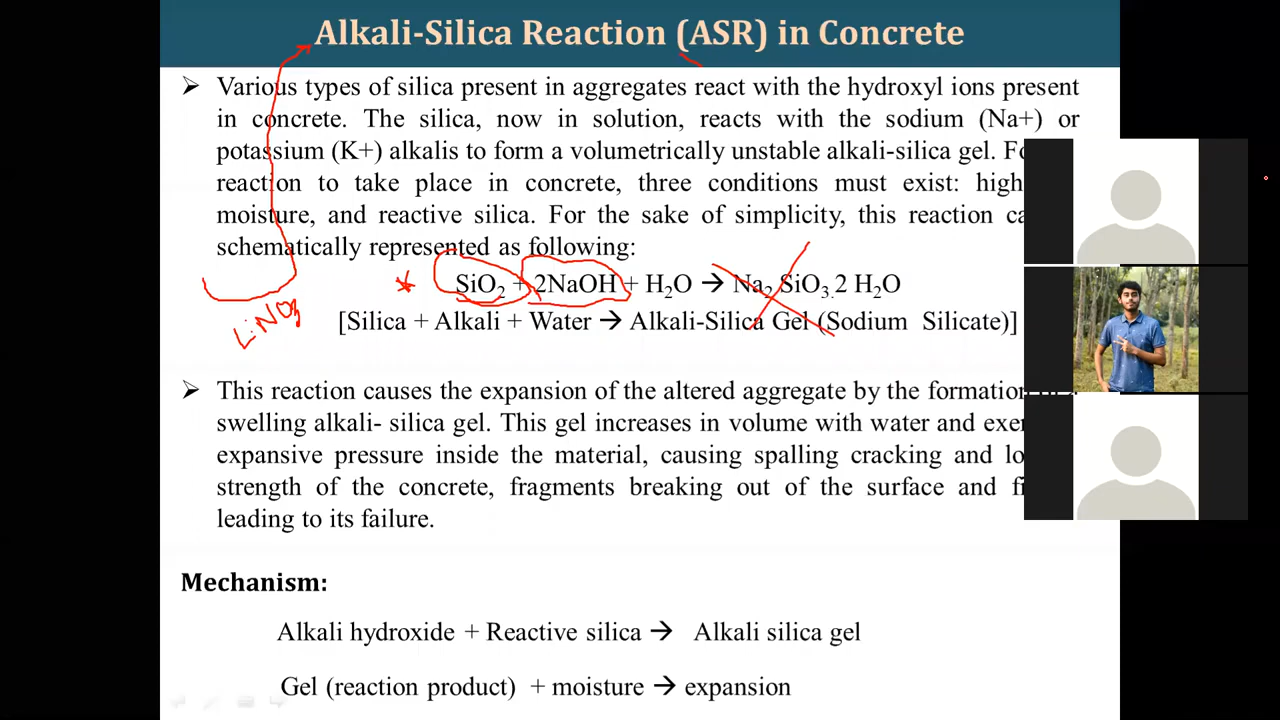 Alkali-Silica Reaction (ASR) in Concrete
➢ Various types of silica present in aggregates react with the hydroxyl ions present
in concrete. The silica, now in solution, reacts with the sodium (Na+) or
potassium (K+) alkalis to form a volumetrically unstable alkali-silica gel.
reaction to take place in concrete, three conditions must exist: high
moisture, and reactive silica. For the sake of simplicity, this reaction
schematically represented as following:
* SiO₂ + 2NaOH + H₂O → Na₂ SiO₃.2 H₂O
LiNO₃
[Silica + Alkali + Water → Alkali-Silica Gel (Sodium Silicate)]
➢ This reaction causes the expansion of the altered aggregate by the formation
swelling alkali- silica gel. This gel increases in volume with water and
expansive pressure inside the material, causing spalling cracking and
strength of the concrete, fragments breaking out of the surface and
leading to its failure.
Mechanism:
Alkali hydroxide + Reactive silica → Alkali silica gel
Gel (reaction product) + moisture → expansion